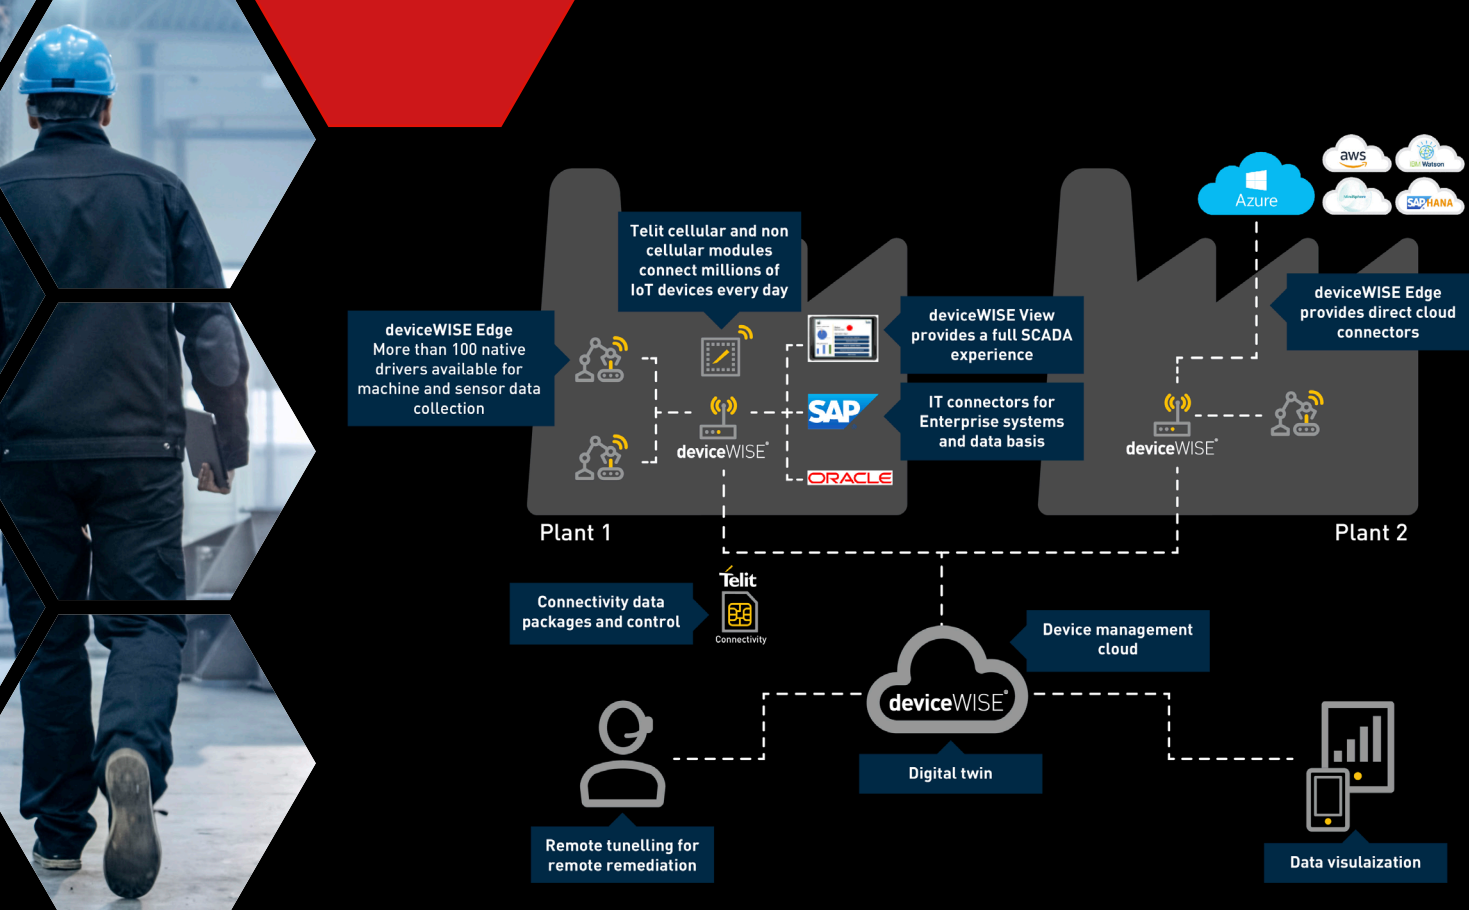 aws
IBM Watson
Azure
SAP HANA
Telit cellular and non
cellular modules
connect millions of
IoT devices every day
deviceWISE Edge
provides direct cloud
connectors
deviceWISE View
provides a full SCADA
experience
deviceWISE Edge
More than 100 native
drivers available for
machine and sensor data
collection
SAP
IT connectors for
Enterprise systems
and data basis
deviceWISE®
deviceWISE®
ORACLE
Plant 1
Plant 2
Telit
Connectivity
Connectivity data
packages and control
Device management
cloud
deviceWISE®
Digital twin
Remote tunelling for
remote remediation
Data visulaization